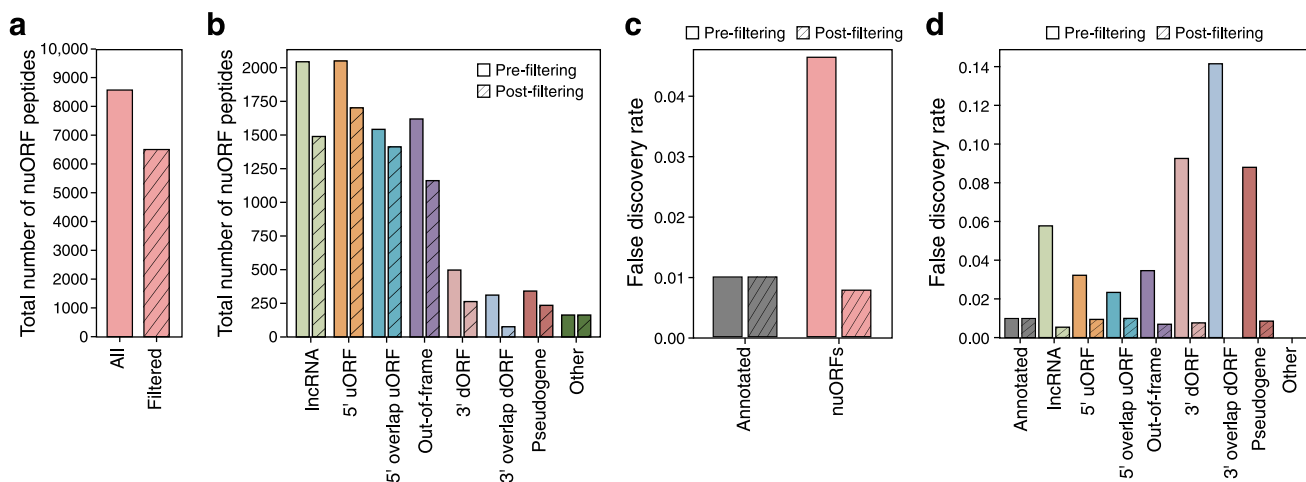 a
Total number of nuORF peptides
10,000
9000
8000
7000
6000
5000
4000
3000
2000
1000
0
All
Filtered
b
Total number of nuORF peptides
2000
1750
1500
1250
1000
750
500
250
0
Pre-filtering
Post-filtering
lncRNA
5' uORF
5' overlap uORF
Out-of-frame
3' dORF
3' overlap dORF
Pseudogene
Other
c
Pre-filtering
Post-filtering
False discovery rate
0.04
0.03
0.02
0.01
0.00
Annotated
nuORFs
d
Pre-filtering
Post-filtering
False discovery rate
0.14
0.12
0.10
0.08
0.06
0.04
0.02
0.00
Annotated
lncRNA
5' uORF
5' overlap uORF
Out-of-frame
3' dORF
3' overlap dORF
Pseudogene
Other